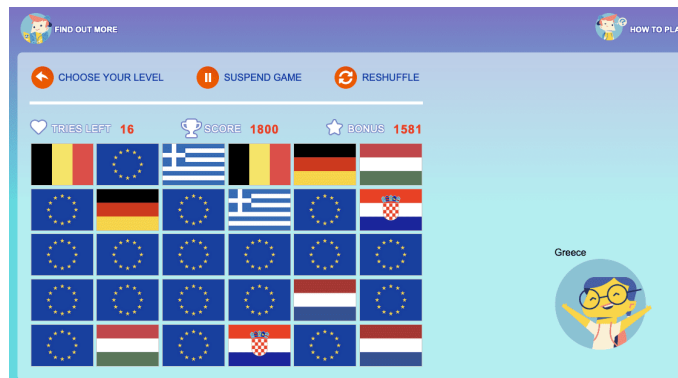 FIND OUT MORE
HOW TO PLA
CHOOSE YOUR LEVEL
SUSPEND GAME
RESHUFFLE
TRIES LEFT 16
SCORE 1800
BONUS 1581
Greece